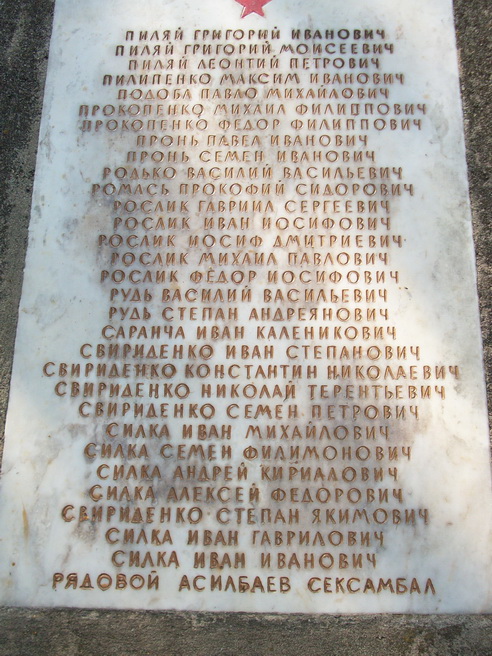 ПИЛЯЙ ГРИГОРИЙ ИВАНОВИЧ
ПИЛЯЙ ГРИГОРИЙ МОИСЕЕВИЧ
ПИЛЯЙ ЛЕОНТИЙ ПЕТРОВИЧ
ПИЛИПЕНКО МАКСИМ ИВАНОВИЧ
ПОДОБА ПАВЛО МИХАЙЛОВИЧ
ПРОКОПЕНКО МИХАИЛ ФИЛИППОВИЧ
ПРОКОПЕНКО ФЁДОР ФИЛИППОВИЧ
ПРОНЬ ПАВЕЛ ИВАНОВИЧ
ПРОНЬ СЕМЕН ИВАНОВИЧ
РОДЬКО ВАСИЛИЙ ВАСИЛЬЕВИЧ
РОМАСЬ ПРОКОФИЙ СИДОРОВИЧ
РОСЛИК ГАВРИИЛ СЕРГЕЕВИЧ
РОСЛИК ИВАН ИОСИФОВИЧ
РОСЛИК ИОСИФ ДМИТРИЕВИЧ
РОСЛИК МИХАИЛ ПАВЛОВИЧ
РОСЛИК ФЁДОР ИОСИФОВИЧ
РУДЬ ВАСИЛИЙ ВАСИЛЬЕВИЧ
РУДЬ СТЕПАН АНДРЕЯНОВИЧ
САРАНЧА ИВАН КАЛЕНИКОВИЧ
СВИРИДЕНКО ИВАН СТЕПАНОВИЧ
СВИРИДЕНКО КОНСТАНТИН НИКОЛАЕВИЧ
СВИРИДЕНКО НИКОЛАЙ ТЕРЕНТЬЕВИЧ
СВИРИДЕНКО СЕМЕН ПЕТРОВИЧ
СИЛКА ИВАН МИХАЙЛОВИЧ
СИЛКА СЕМЕН ФИЛИМОНОВИЧ
СИЛКА АНДРЕЙ КИРИАЛОВИЧ
СИЛКА АЛЕКСЕЙ ФЕДОРОВИЧ
СВИРИДЕНКО СТЕПАН ЯКИМОВИЧ
СИЛКА ИВАН ГАВРИЛОВИЧ
СИЛКА ИВАН ИВАНОВИЧ
РЯДОВОЙ АСИЛБАЕВ СЕКСАМБАЛ